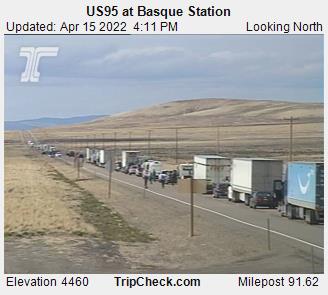 US95 at Basque Station
Updated: Apr 15 2022 4:11 PM Looking North
Elevation 4460 TripCheck.com Milepost 91.62